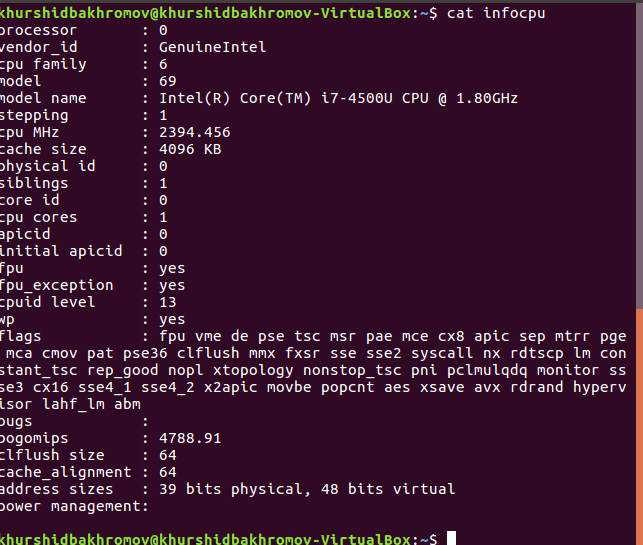 khurshidbakhromov@khurshidbakhromov-VirtualBox:~$ cat infocpu
processor : 0
vendor_id : GenuineIntel
cpu family : 6
model : 69
model name : Intel(R) Core(TM) i7-4500U CPU @ 1.80GHz
stepping : 1
cpu MHz : 2394.456
cache size : 4096 KB
physical id : 0
siblings : 1
core id : 0
cpu cores : 1
apicid : 0
initial apicid : 0
fpu : yes
fpu_exception : yes
cpuid level : 13
wp : yes
flags : fpu vme de pse tsc msr pae mce cx8 apic sep mtrr pge
mca cmov pat pse36 clflush mmx fxsr sse sse2 syscall nx rdtscp lm con
stant_tsc rep_good nopl xtopology nonstop_tsc pni pclmulqdq monitor ss
se3 cx16 sse4_1 sse4_2 x2apic movbe popcnt aes xsave avx rdrand hyperv
isor lahf_lm abm
bugs :
bogomips : 4788.91
clflush size : 64
cache_alignment : 64
address sizes : 39 bits physical, 48 bits virtual
power management:
khurshidbakhromov@khurshidbakhromov-VirtualBox:~$